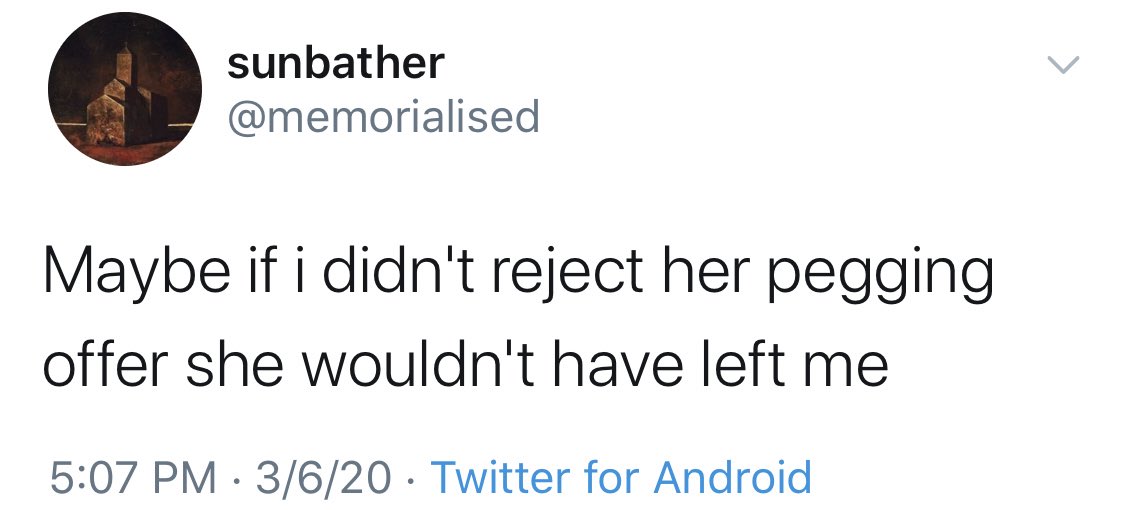 sunbather
@memorialised
Maybe if i didn't reject her pegging
offer she wouldn't have left me
5:07 PM · 3/6/20 · Twitter for Android